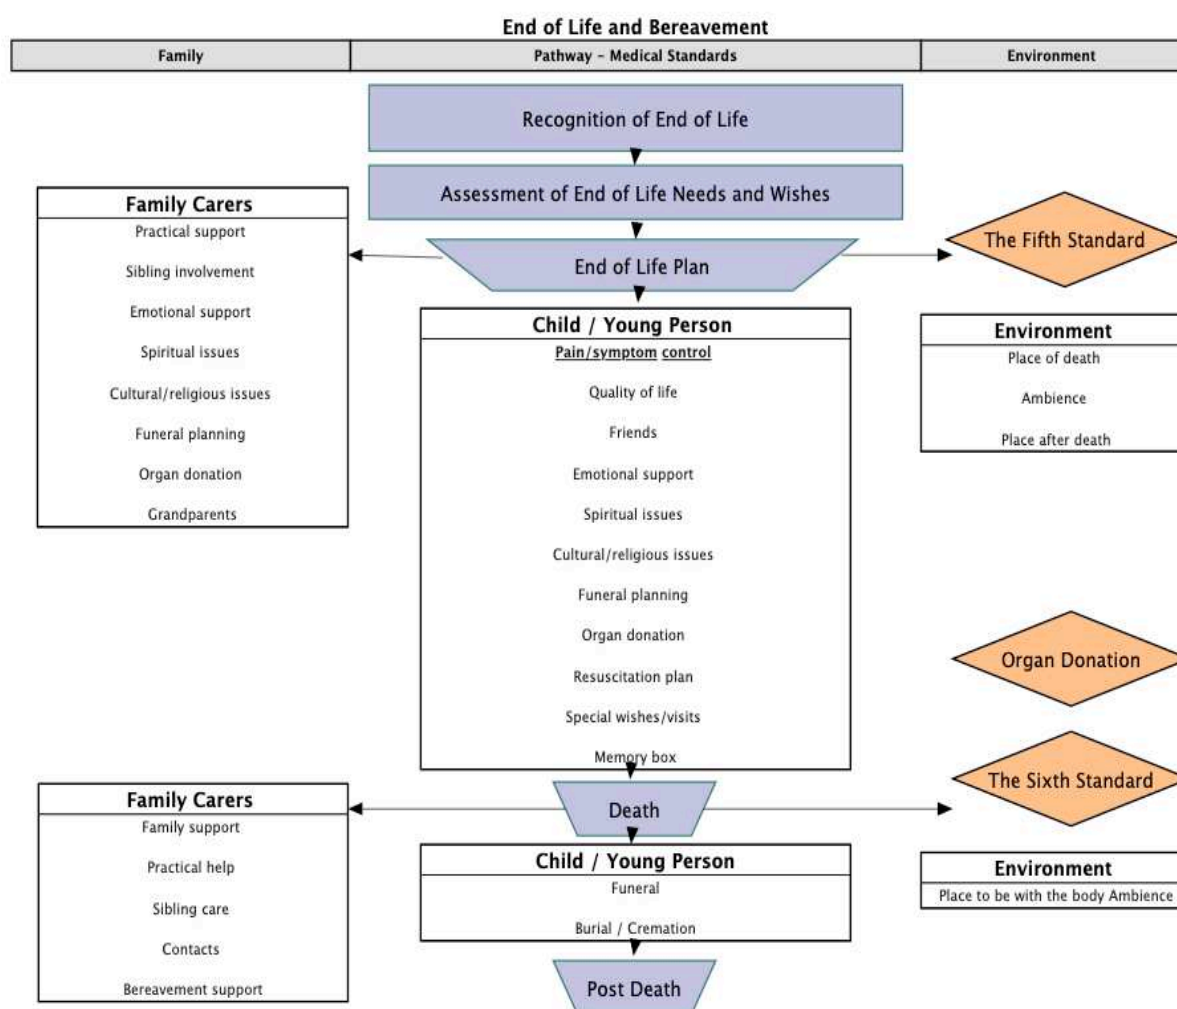 End of Life and Bereavement
Family
Pathway – Medical Standards
Environment
Recognition of End of Life
Assessment of End of Life Needs and Wishes
End of Life Plan
Family Carers
Practical support
Sibling involvement
Emotional support
Spiritual issues
Cultural/religious issues
Funeral planning
Organ donation
Grandparents
Child / Young Person
Pain/symptom control
Quality of life
Friends
Emotional support
Spiritual issues
Cultural/religious issues
Funeral planning
Organ donation
Resuscitation plan
Special wishes/visits
Memory box
The Fifth Standard
Environment
Place of death
Ambience
Place after death
Organ Donation
The Sixth Standard
Death
Family Carers
Family support
Practical help
Sibling care
Contacts
Bereavement support
Child / Young Person
Funeral
Burial / Cremation
Environment
Place to be with the body Ambience
Post Death